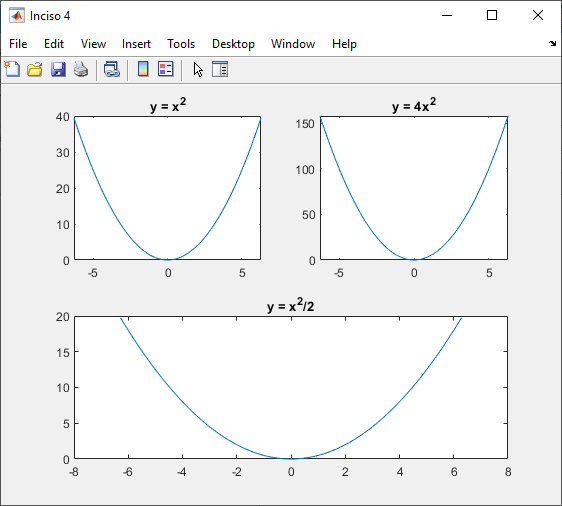 Inciso 4
File Edit View Insert Tools Desktop Window Help
y = x²
40
30
20
10
0
-5 0 5
y = 4x²
150
100
50
0
-5 0 5
y = x²/2
20
15
10
5
0
-8 -6 -4 -2 0 2 4 6 8